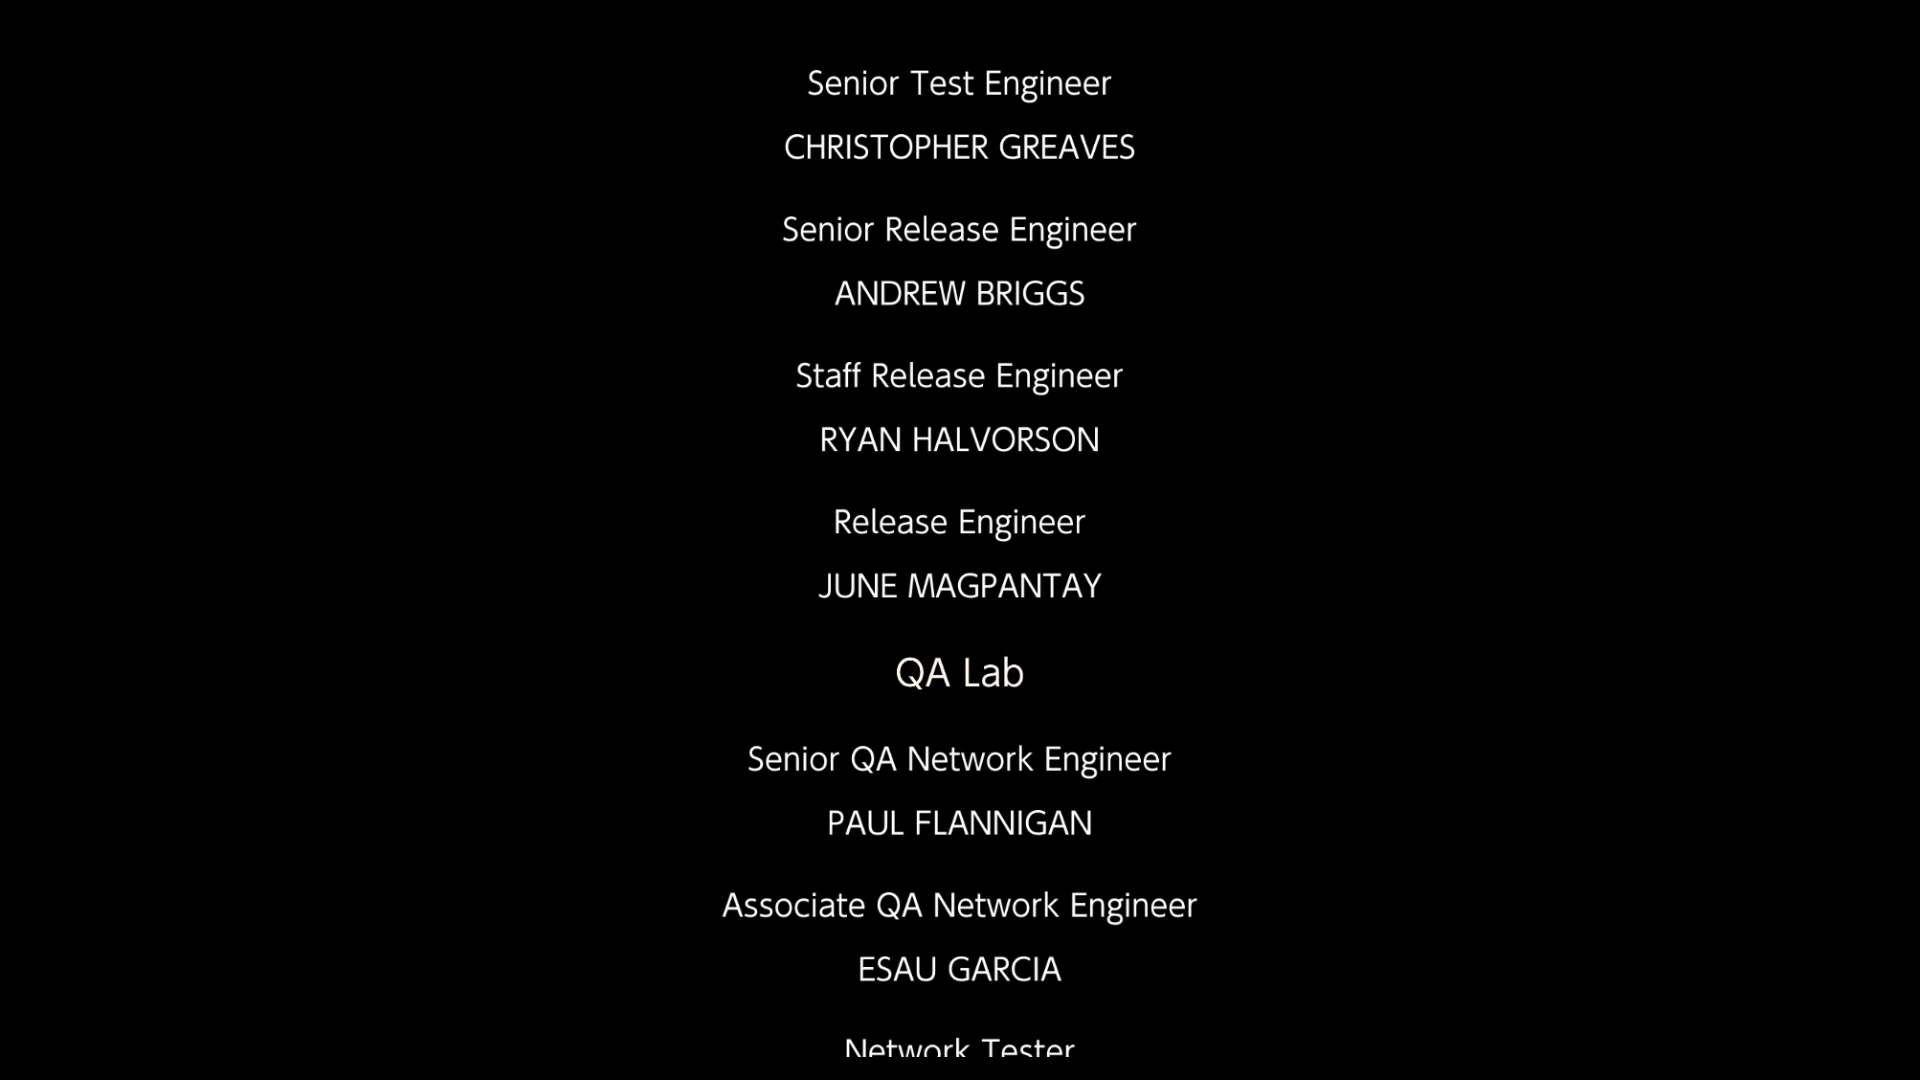 Senior Test Engineer
CHRISTOPHER GREAVES
Senior Release Engineer
ANDREW BRIGGS
Staff Release Engineer
RYAN HALVORSON
Release Engineer
JUNE MAGPANTAY
QA Lab
Senior QA Network Engineer
PAUL FLANNIGAN
Associate QA Network Engineer
ESAU GARCIA
Network Tester